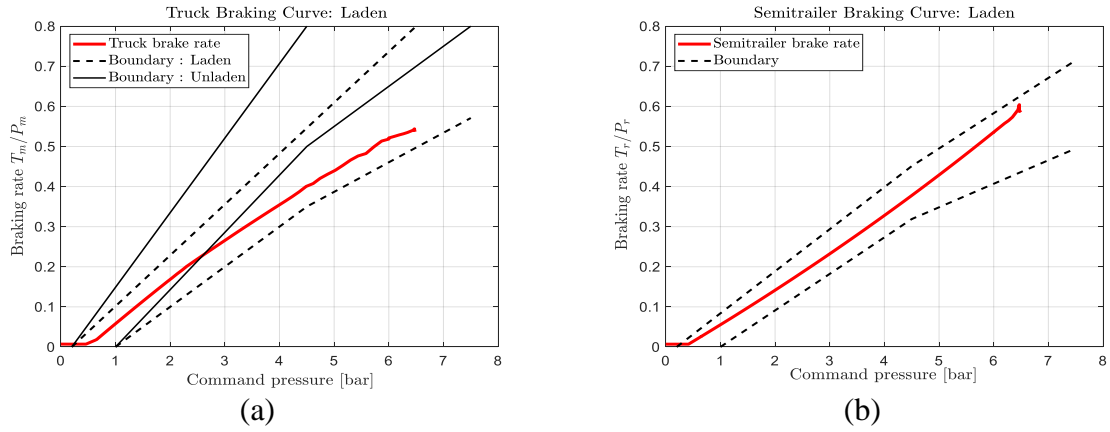 Truck Braking Curve: Laden
Truck brake rate
Boundary : Laden
Boundary : Unladen
0.8
0.7
0.6
0.5
0.4
0.3
0.2
0.1
0
Braking rate T_m/P_m
0 1 2 3 4 5 6 7 8
Command pressure [bar]
(a)
Semitrailer Braking Curve: Laden
Semitrailer brake rate
Boundary
0.8
0.7
0.6
0.5
0.4
0.3
0.2
0.1
0
Braking rate T_r/P_r
0 1 2 3 4 5 6 7 8
Command pressure [bar]
(b)